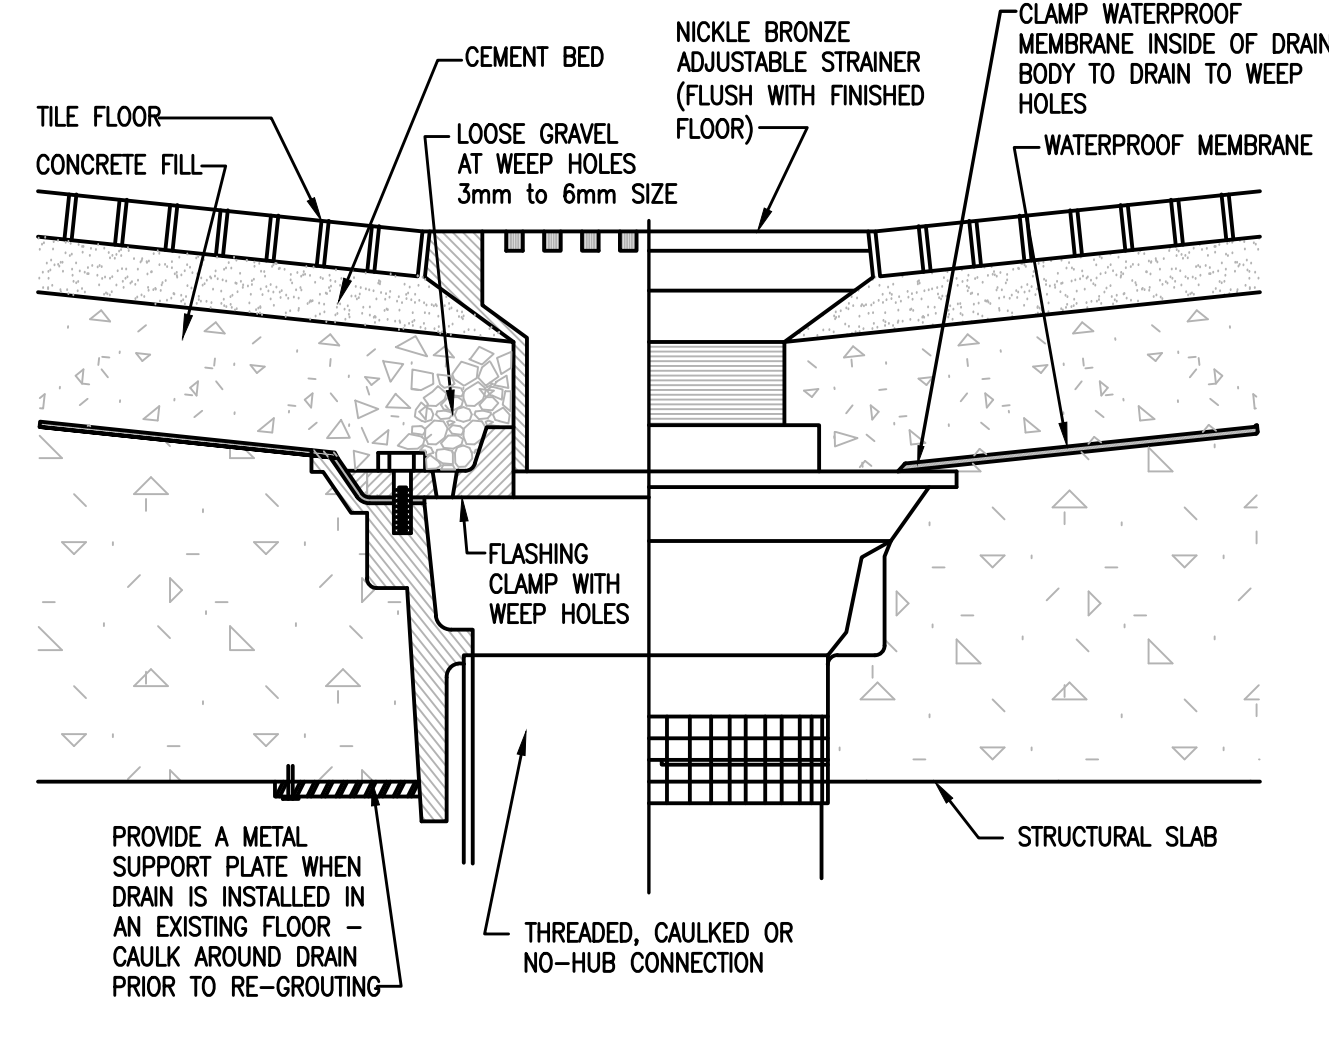 CLAMP WATERPROOF
MEMBRANE INSIDE OF DRAIN
BODY TO DRAIN TO WEEP
HOLES
NICKLE BRONZE
ADJUSTABLE STRAINER
(FLUSH WITH FINISHED
FLOOR)
CEMENT BED
TILE FLOOR
LOOSE GRAVEL
AT WEEP HOLES
3mm to 6mm SIZE
WATERPROOF MEMBRANE
CONCRETE FILL
FLASHING
CLAMP WITH
WEEP HOLES
PROVIDE A METAL
SUPPORT PLATE WHEN
DRAIN IS INSTALLED IN
AN EXISTING FLOOR –
CAULK AROUND DRAIN
PRIOR TO RE-GROUTING
STRUCTURAL SLAB
THREADED, CAULKED OR
NO-HUB CONNECTION